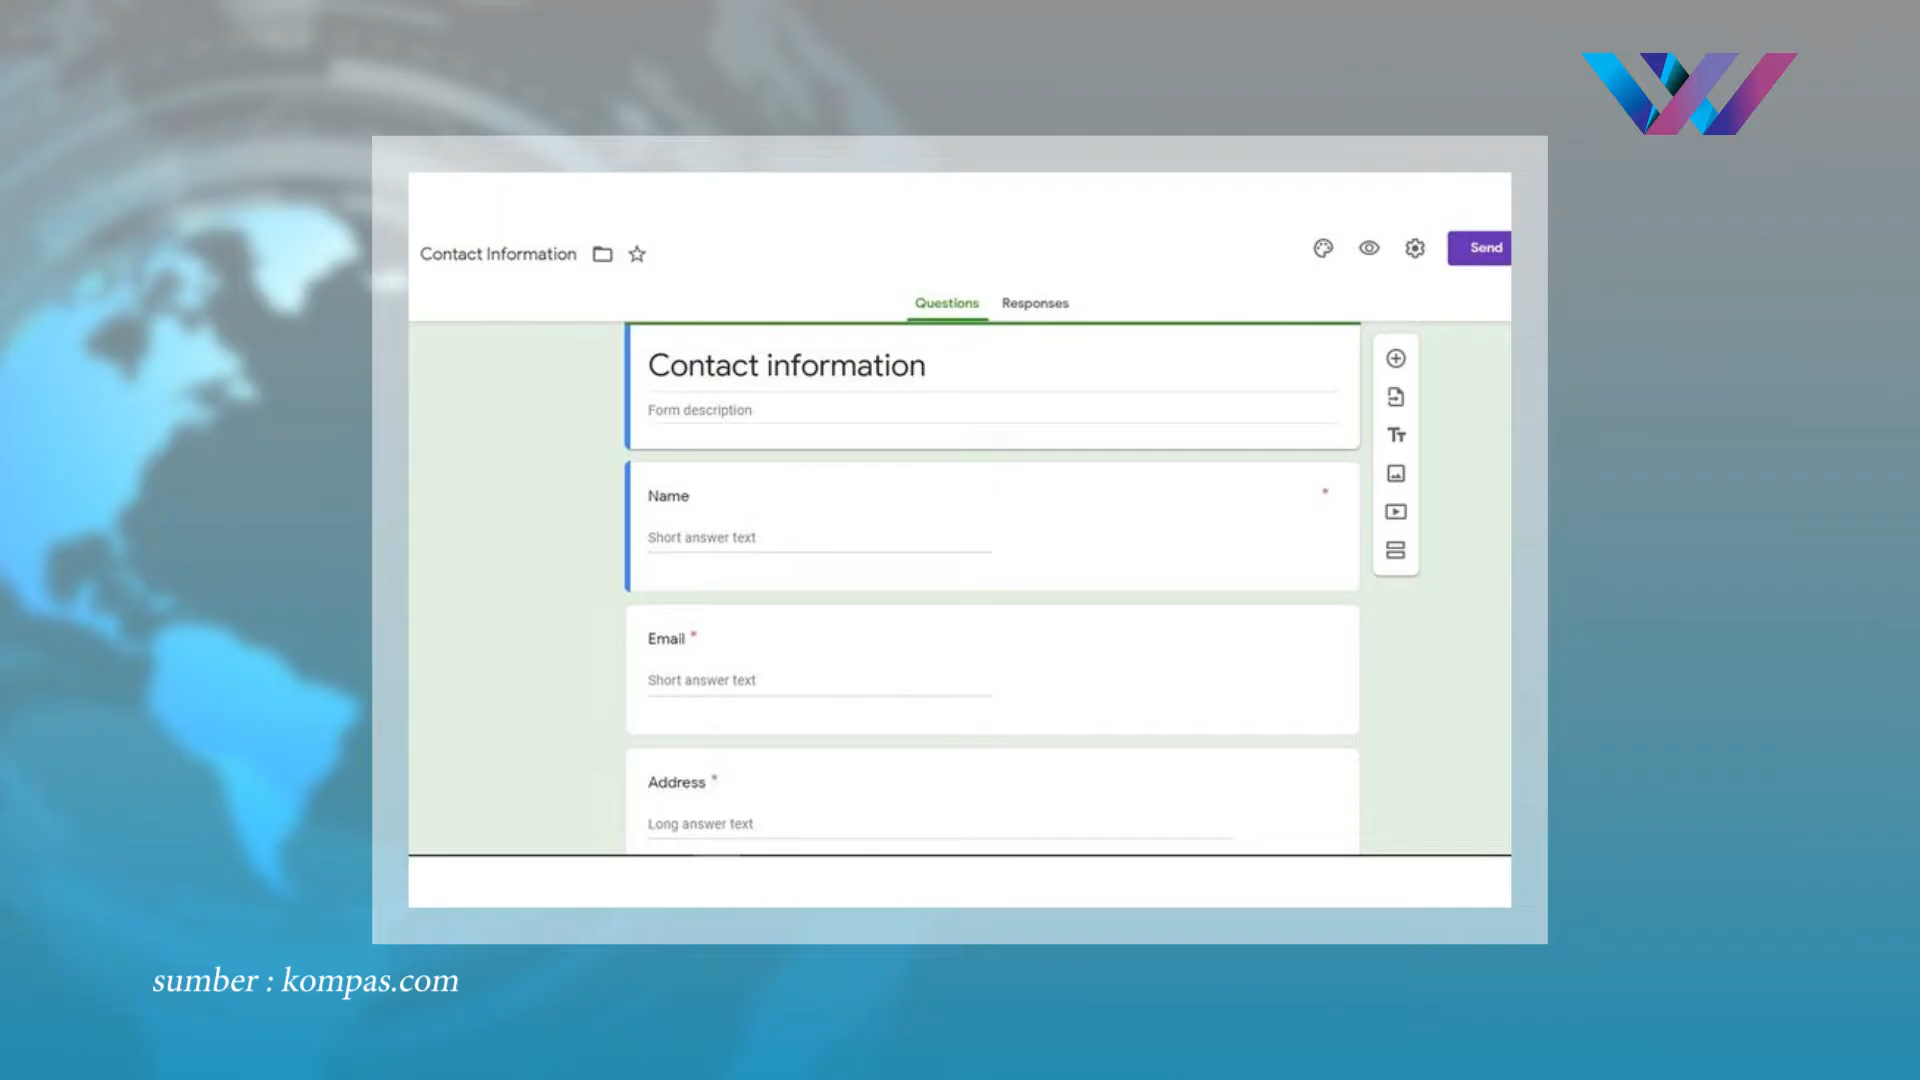 Contact Information
Send
Questions Responses
Contact information
Form description
Name *
Short answer text
Email *
Short answer text
Address *
Long answer text
sumber : kompas.com